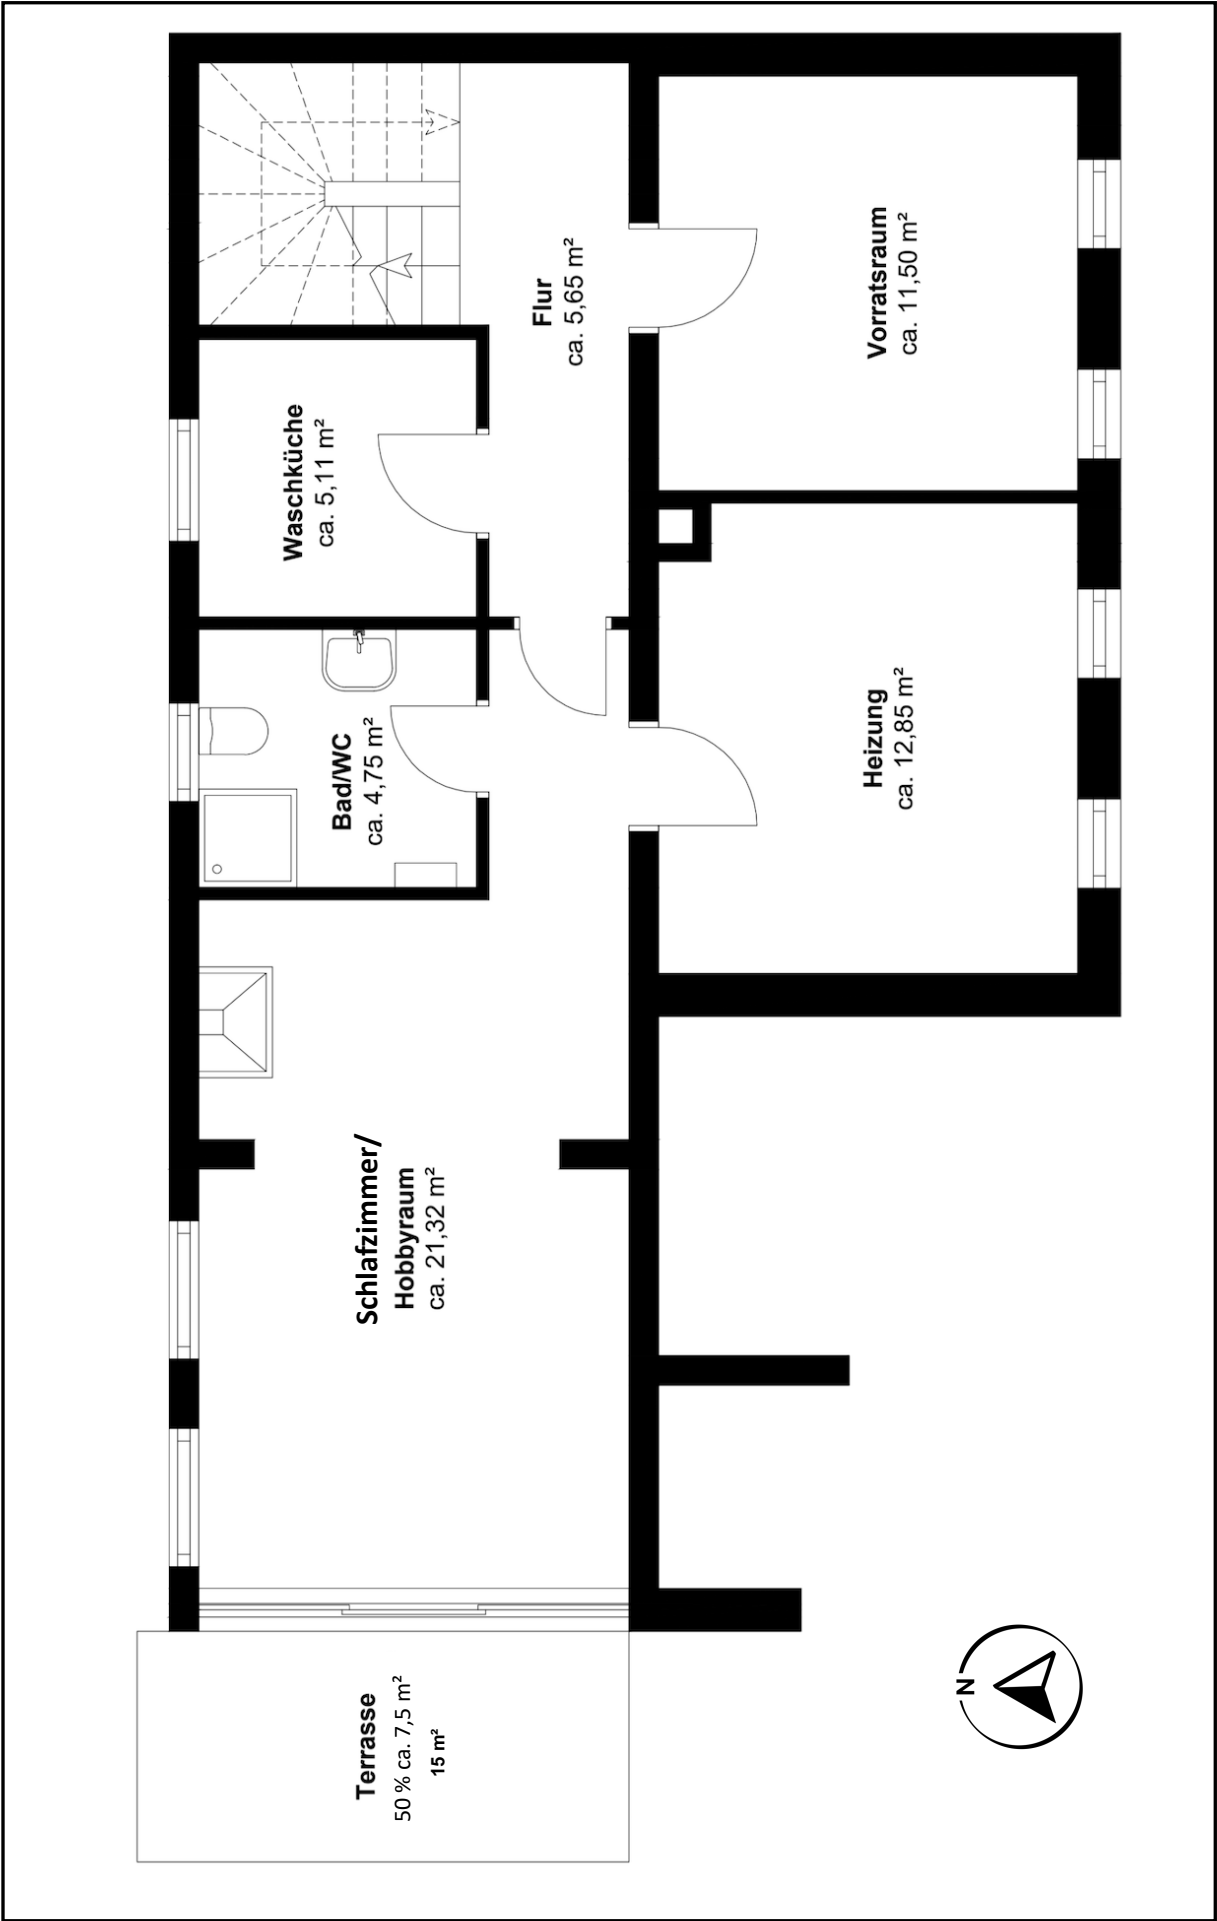 Flur
ca. 5,65 m²
Vorratsraum
ca. 11,50 m²
Waschküche
ca. 5,11 m²
Bad/WC
ca. 4,75 m²
Heizung
ca. 12,85 m²
Schlafzimmer/
Hobbyraum
ca. 21,32 m²
Terrasse
50 % ca. 7,5 m²
15 m²
N